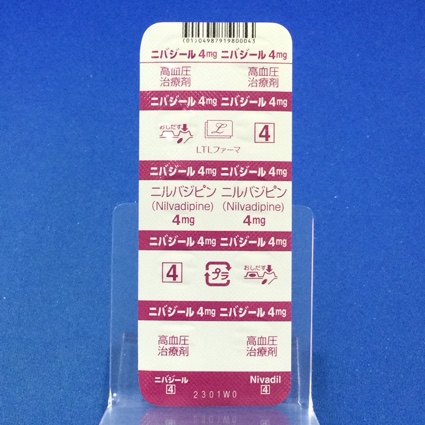 (01)04987919800043
ニバジール 4mg ニバジール 4mg
高血圧 高血圧
治療剤 治療剤
ニバジール 4mg ニバジール 4mg
おしだす 4
LTLファーマ
ニバジール 4mg ニバジール 4mg
ニルバジピン ニルバジピン
(Nilvadipine) (Nilvadipine)
4mg 4mg
ニバジール 4mg ニバジール 4mg
4 プラ おしだす
ニバジール 4mg ニバジール 4mg
高血圧 高血圧
治療剤 治療剤
ニバジール Nivadil
4 4
2301W0